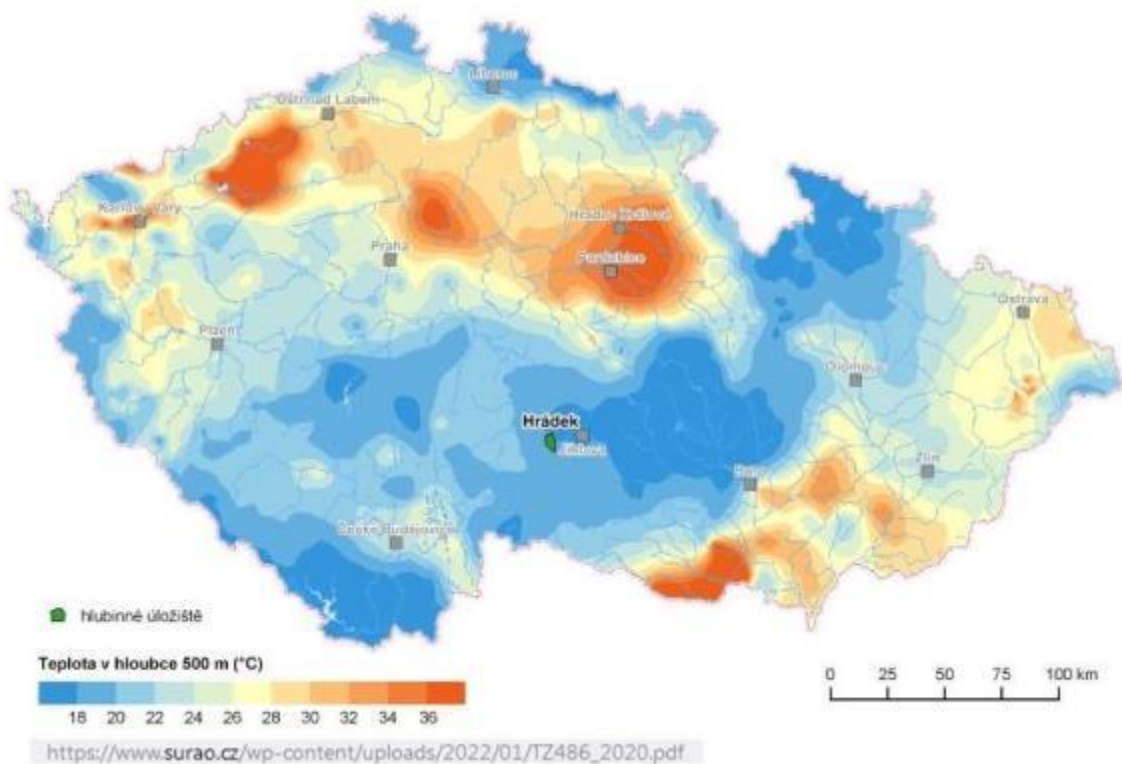 Liberec
Ústí nad Labem
Karlovy Vary
Hradec Králové
Praha
Pardubice
Ostrava
Plzeň
Olomouc
Hrádek
Jihlava
Zlín
Brno
České Budějovice
hlubinné úložiště
Teplota v hloubce 500 m (°C)
18 20 22 24 26 28 30 32 34 36
0 25 50 75 100 km
https://www.surao.cz/wp-content/uploads/2022/01/TZ486_2020.pdf